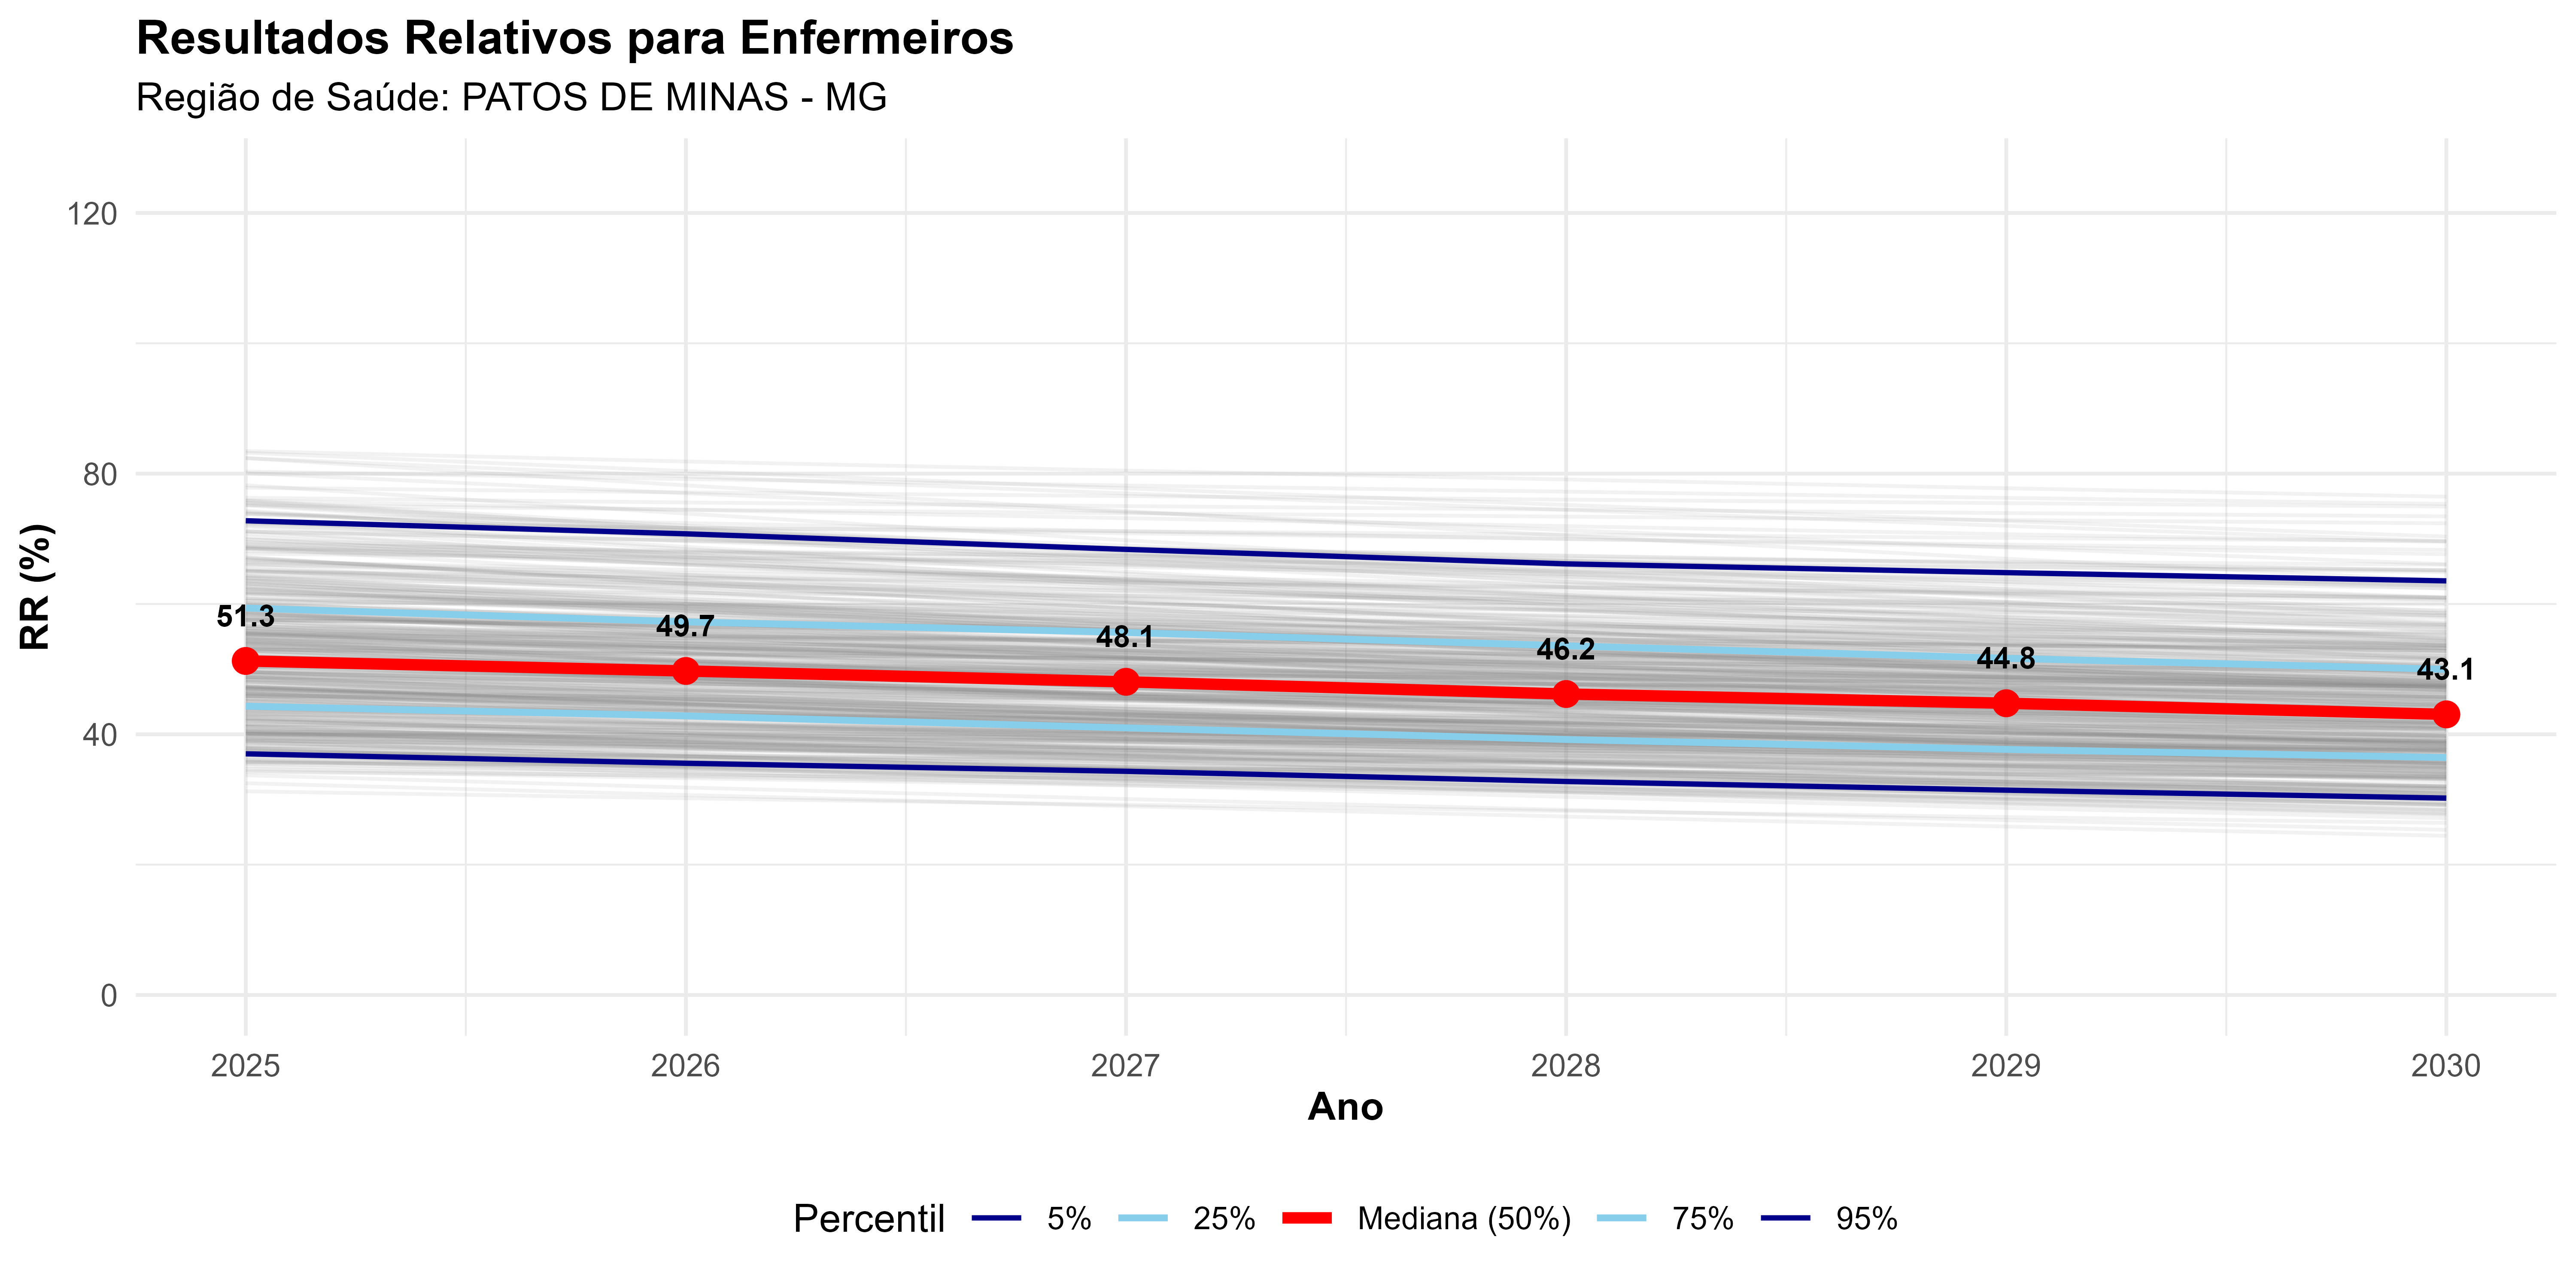 Resultados Relativos para Enfermeiros
Região de Saúde: PATOS DE MINAS - MG
RR (%)
120
80
40
0
51.3
49.7
48.1
46.2
44.8
43.1
2025 2026 2027 2028 2029 2030
Ano
Percentil 5% 25% Mediana (50%) 75% 95%